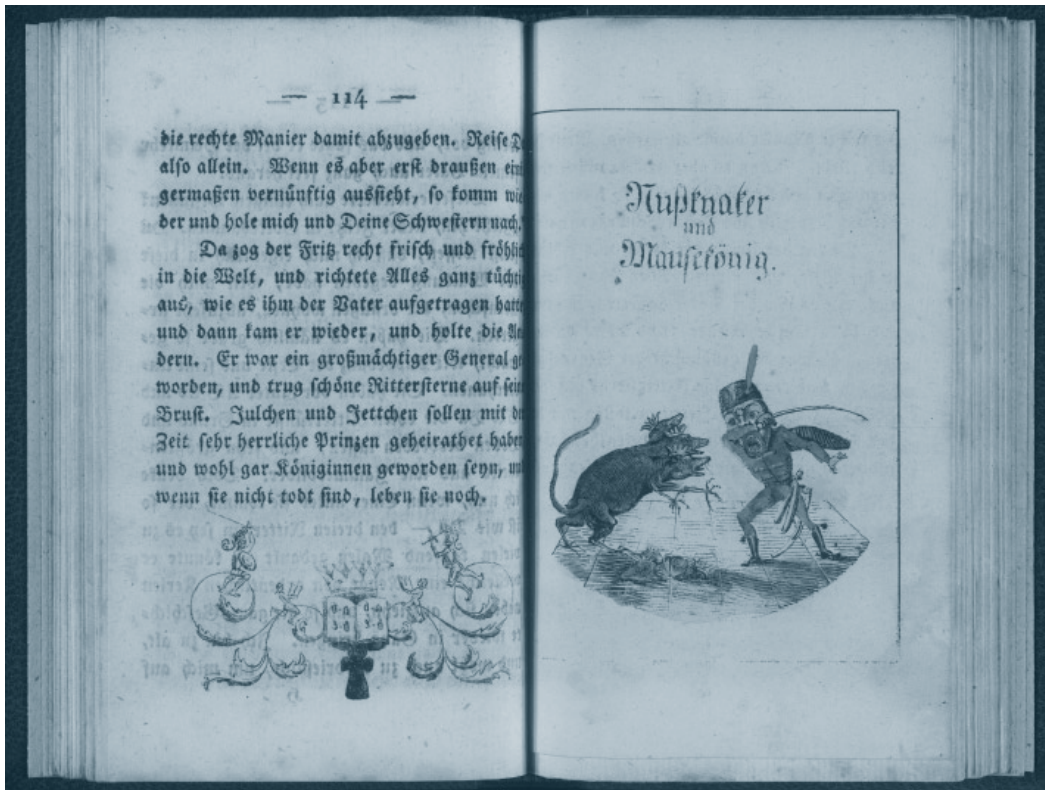 — 114 —
die rechte Manier damit abzugeben. Reise D
also allein. Wenn es aber erst draußen ein
germaßen vernünftig aussieht, so komm wie
der und hole mich und Deine Schwestern nach.
Da zog der Fritz recht frisch und fröhlich
in die Welt, und richtete Alles ganz tüchtig
aus, wie es ihm der Vater aufgetragen hatte
und dann kam er wieder, und holte die An
dern. Er war ein großmächtiger General ge
worden, und trug schöne Rittersterne auf sein
Brust. Julchen und Jettchen sollen mit de
Zeit sehr herrliche Prinzen geheirathet haben
und wohl gar Königinnen geworden seyn, un
wenn sie nicht todt sind, leben sie noch.
Nußknaker
und
Mausekönig.